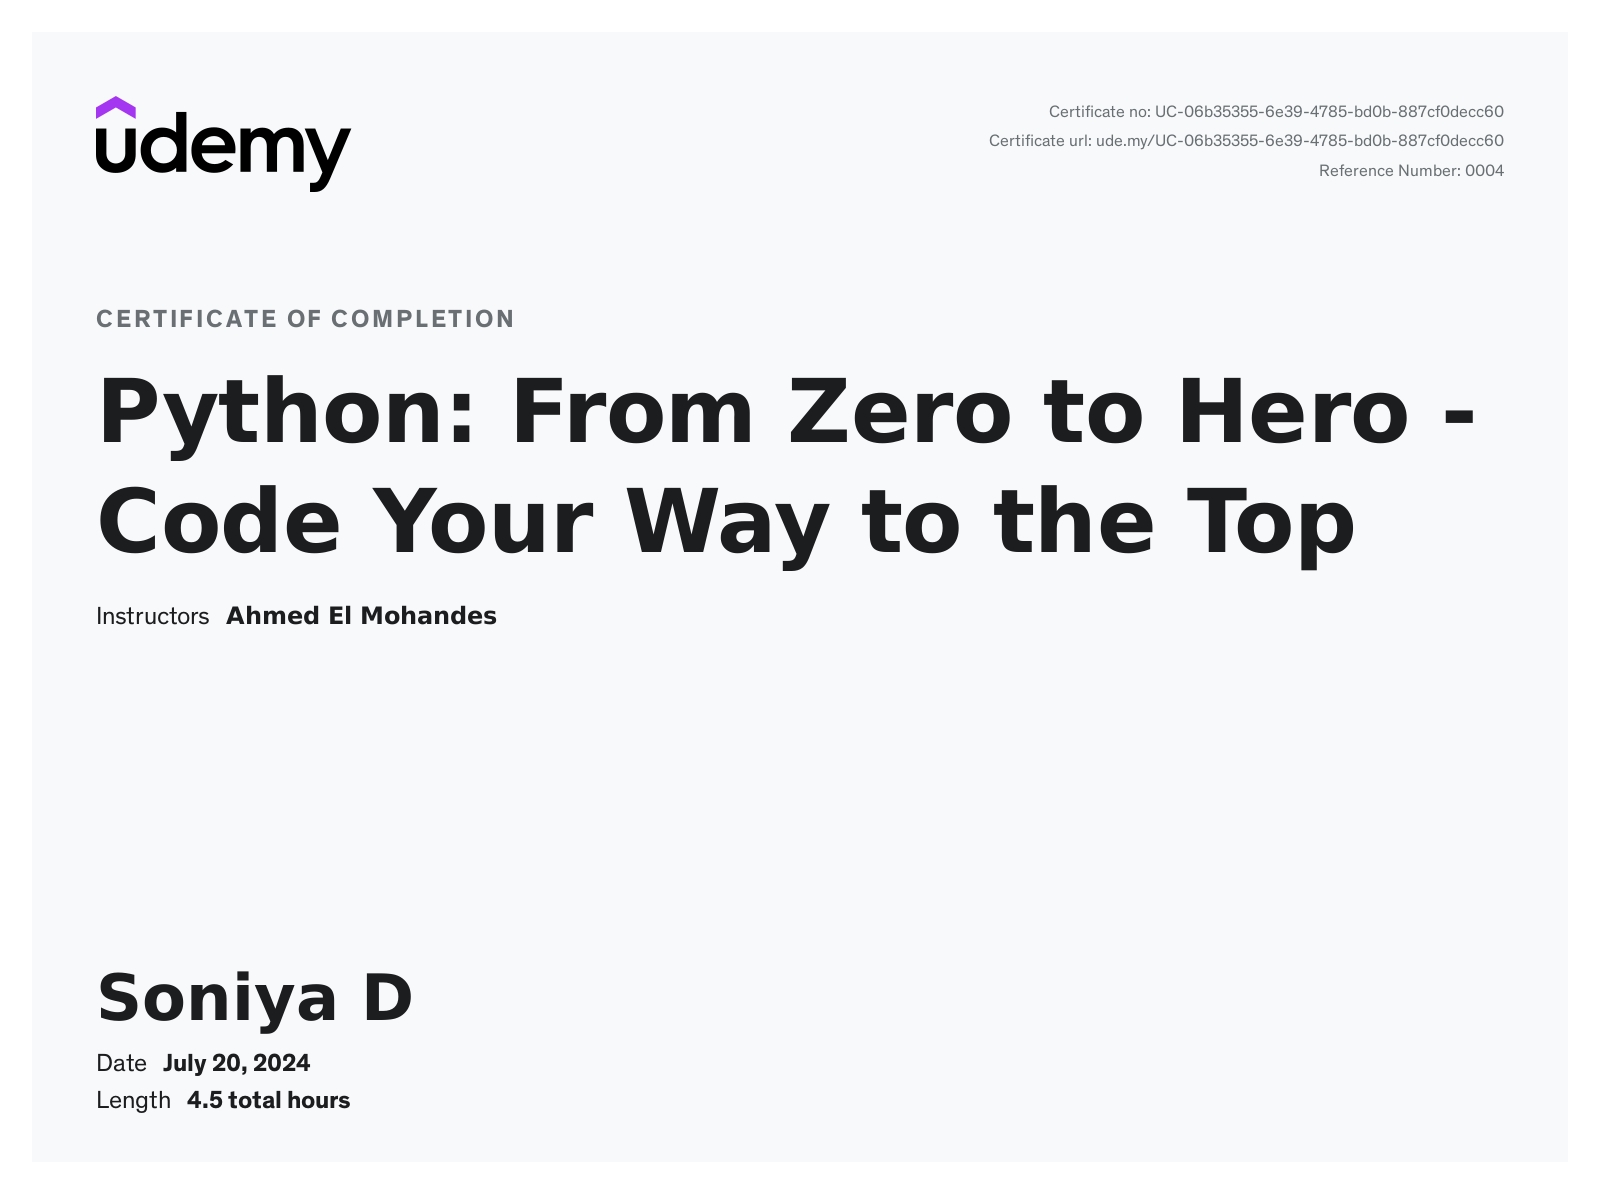 udemy
Certificate no: UC-06b35355-6e39-4785-bd0b-887cf0decc60
Certificate url: ude.my/UC-06b35355-6e39-4785-bd0b-887cf0decc60
Reference Number: 0004
CERTIFICATE OF COMPLETION
Python: From Zero to Hero -
Code Your Way to the Top
Instructors Ahmed El Mohandes
Soniya D
Date July 20, 2024
Length 4.5 total hours